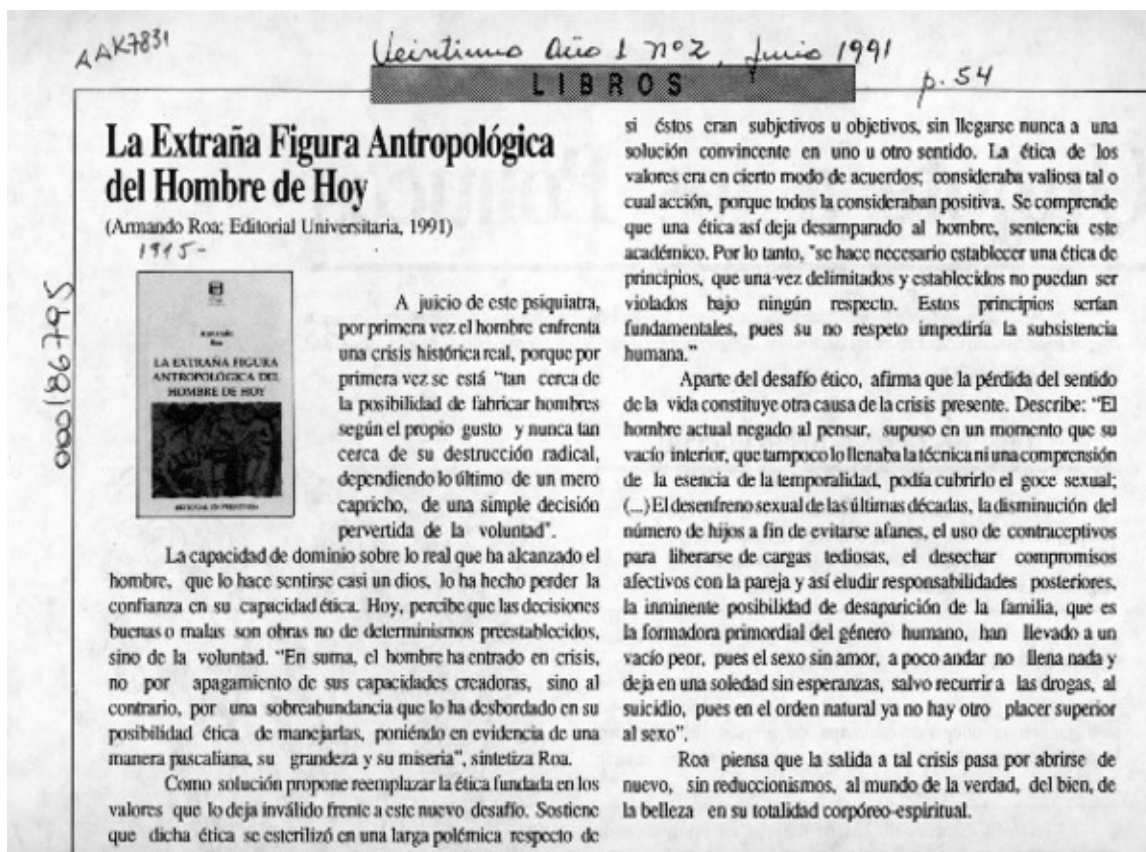 AAK7831
Veintiuno Año 1 nº2, Junio 1991
LIBROS
p. 54
La Extraña Figura Antropológica
del Hombre de Hoy
(Armando Roa; Editorial Universitaria, 1991)
1915-
000186795
Armando
Roa
LA EXTRAÑA FIGURA
ANTROPOLÓGICA DEL
HOMBRE DE HOY
EDITORIAL UNIVERSITARIA
A juicio de este psiquiatra,
por primera vez el hombre enfrenta
una crisis histórica real, porque por
primera vez se está “tan cerca de
la posibilidad de fabricar hombres
según el propio gusto y nunca tan
cerca de su destrucción radical,
dependiendo lo último de un mero
capricho, de una simple decisión
pervertida de la voluntad".
La capacidad de dominio sobre lo real que ha alcanzado el
hombre, que lo hace sentirse casi un dios, lo ha hecho perder la
confianza en su capacidad ética. Hoy, percibe que las decisiones
buenas o malas son obras no de determinismos preestablecidos,
sino de la voluntad. “En suma, el hombre ha entrado en crisis,
no por apagamiento de sus capacidades creadoras, sino al
contrario, por una sobreabundancia que lo ha desbordado en su
posibilidad ética de manejarlas, poniéndo en evidencia de una
manera puscaliana, su grandeza y su miseria”, sintetiza Roa.
Como solución propone reemplazar la ética fundada en los
valores que lo deja inválido frente a este nuevo desafío. Sostiene
que dicha ética se esterilizó en una larga polémica respecto de
si éstos eran subjetivos u objetivos, sin llegarse nunca a una
solución convincente en uno u otro sentido. La ética de los
valores era en cierto modo de acuerdos; consideraba valiosa tal o
cual acción, porque todos la consideraban positiva. Se comprende
que una ética así deja desamparado al hombre, sentencia este
académico. Por lo tanto, "se hace necesario establecer una ética de
principios, que una vez delimitados y establecidos no puedan ser
violados bajo ningún respecto. Estos principios serían
fundamentales, pues su no respeto impediría la subsistencia
humana.”
Aparte del desafío ético, afirma que la pérdida del sentido
de la vida constituye otra causa de la crisis presente. Describe: “El
hombre actual negado al pensar, supuso en un momento que su
vacío interior, que tampoco lo llenaba la técnica ni una comprensión
de la esencia de la temporalidad, podía cubrirlo el goce sexual;
(...) El desenfreno sexual de las últimas décadas, la disminución del
número de hijos a fin de evitarse afanes, el uso de contraceptivos
para liberarse de cargas tediosas, el desechar compromisos
afectivos con la pareja y así eludir responsabilidades posteriores,
la inminente posibilidad de desaparición de la familia, que es
la formadora primordial del género humano, han llevado a un
vacío peor, pues el sexo sin amor, a poco andar no llena nada y
deja en una soledad sin esperanzas, salvo recurrir a las drogas, al
suicidio, pues en el orden natural ya no hay otro placer superior
al sexo”.
Roa piensa que la salida a tal crisis pasa por abrirse de
nuevo, sin reduccionismos, al mundo de la verdad, del bien, de
la belleza en su totalidad corpóreo-espiritual.